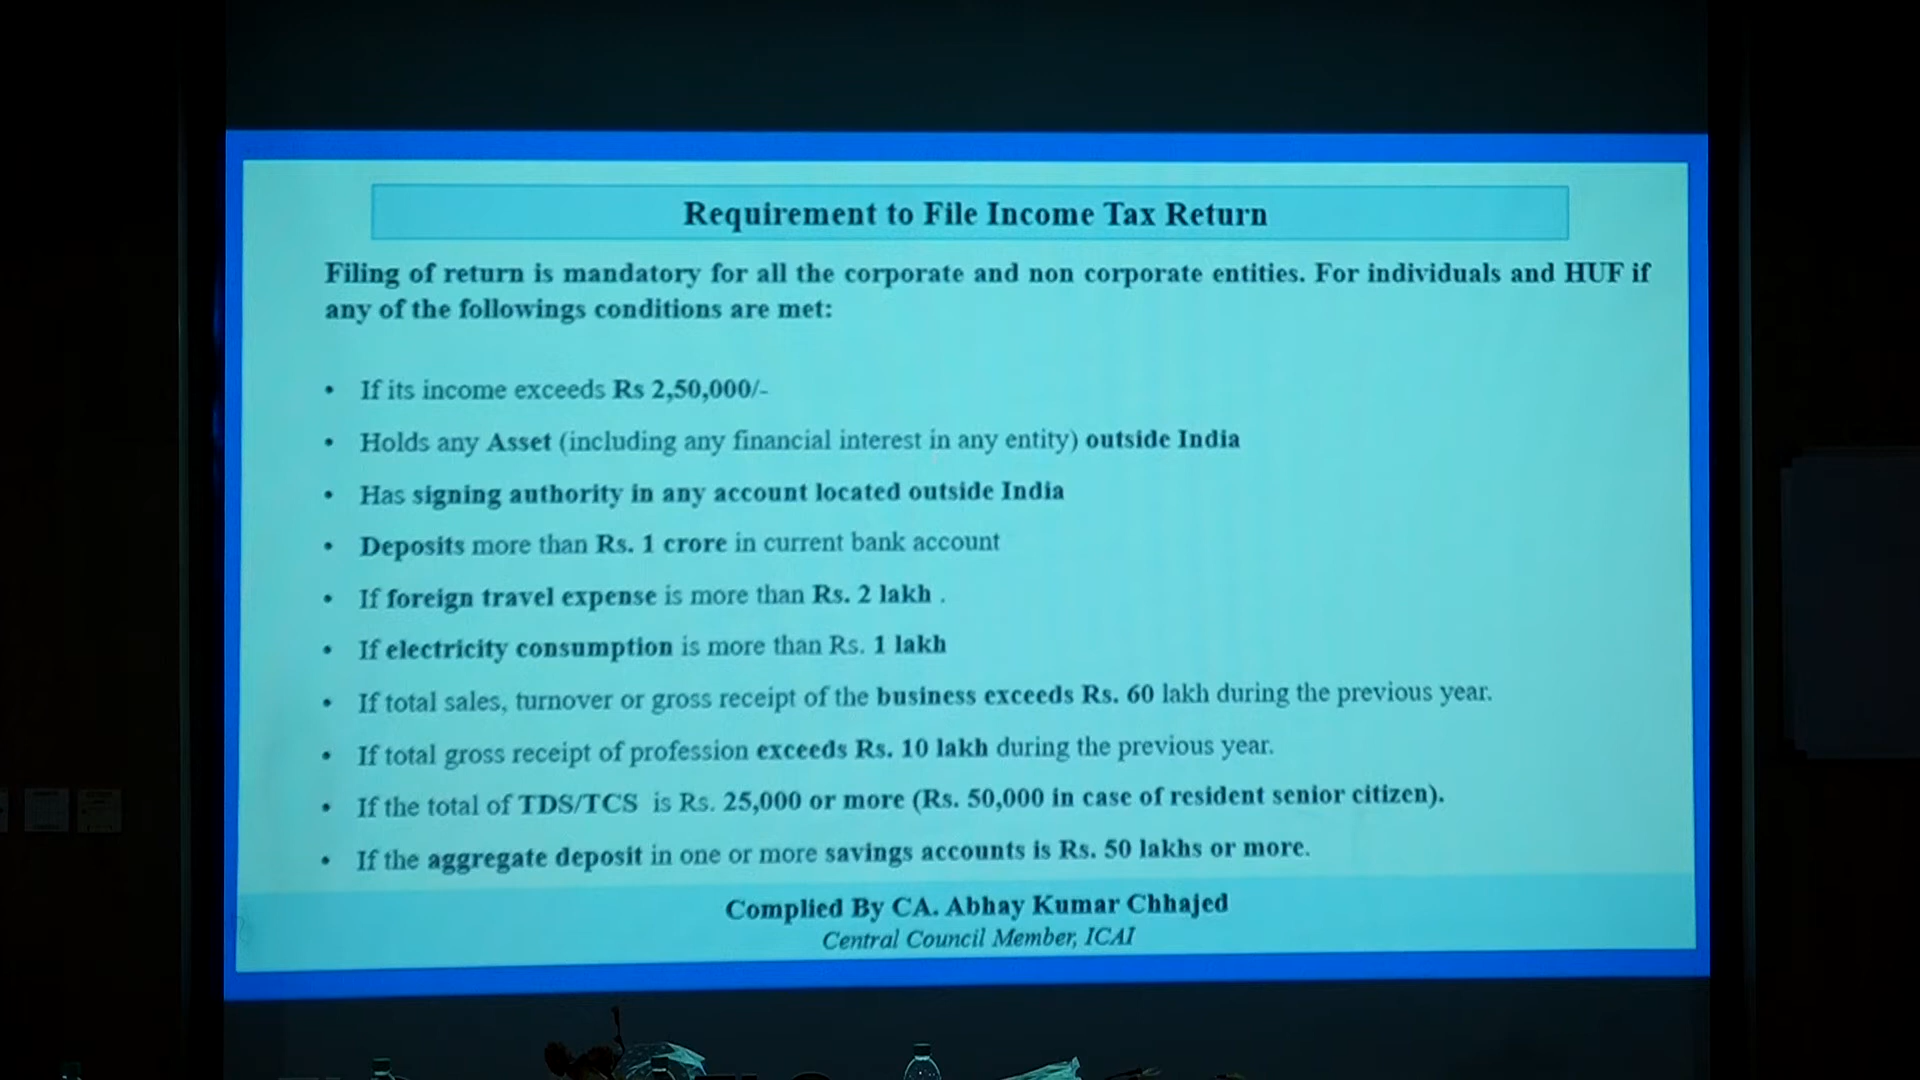 Requirement to File Income Tax Return
Filing of return is mandatory for all the corporate and non corporate entities. For individuals and HUF if
any of the followings conditions are met:
• If its income exceeds Rs 2,50,000/-
• Holds any Asset (including any financial interest in any entity) outside India
• Has signing authority in any account located outside India
• Deposits more than Rs. 1 crore in current bank account
• If foreign travel expense is more than Rs. 2 lakh .
• If electricity consumption is more than Rs. 1 lakh
• If total sales, turnover or gross receipt of the business exceeds Rs. 60 lakh during the previous year.
• If total gross receipt of profession exceeds Rs. 10 lakh during the previous year.
• If the total of TDS/TCS is Rs. 25,000 or more (Rs. 50,000 in case of resident senior citizen).
• If the aggregate deposit in one or more savings accounts is Rs. 50 lakhs or more.
Complied By CA. Abhay Kumar Chhajed
Central Council Member, ICAI